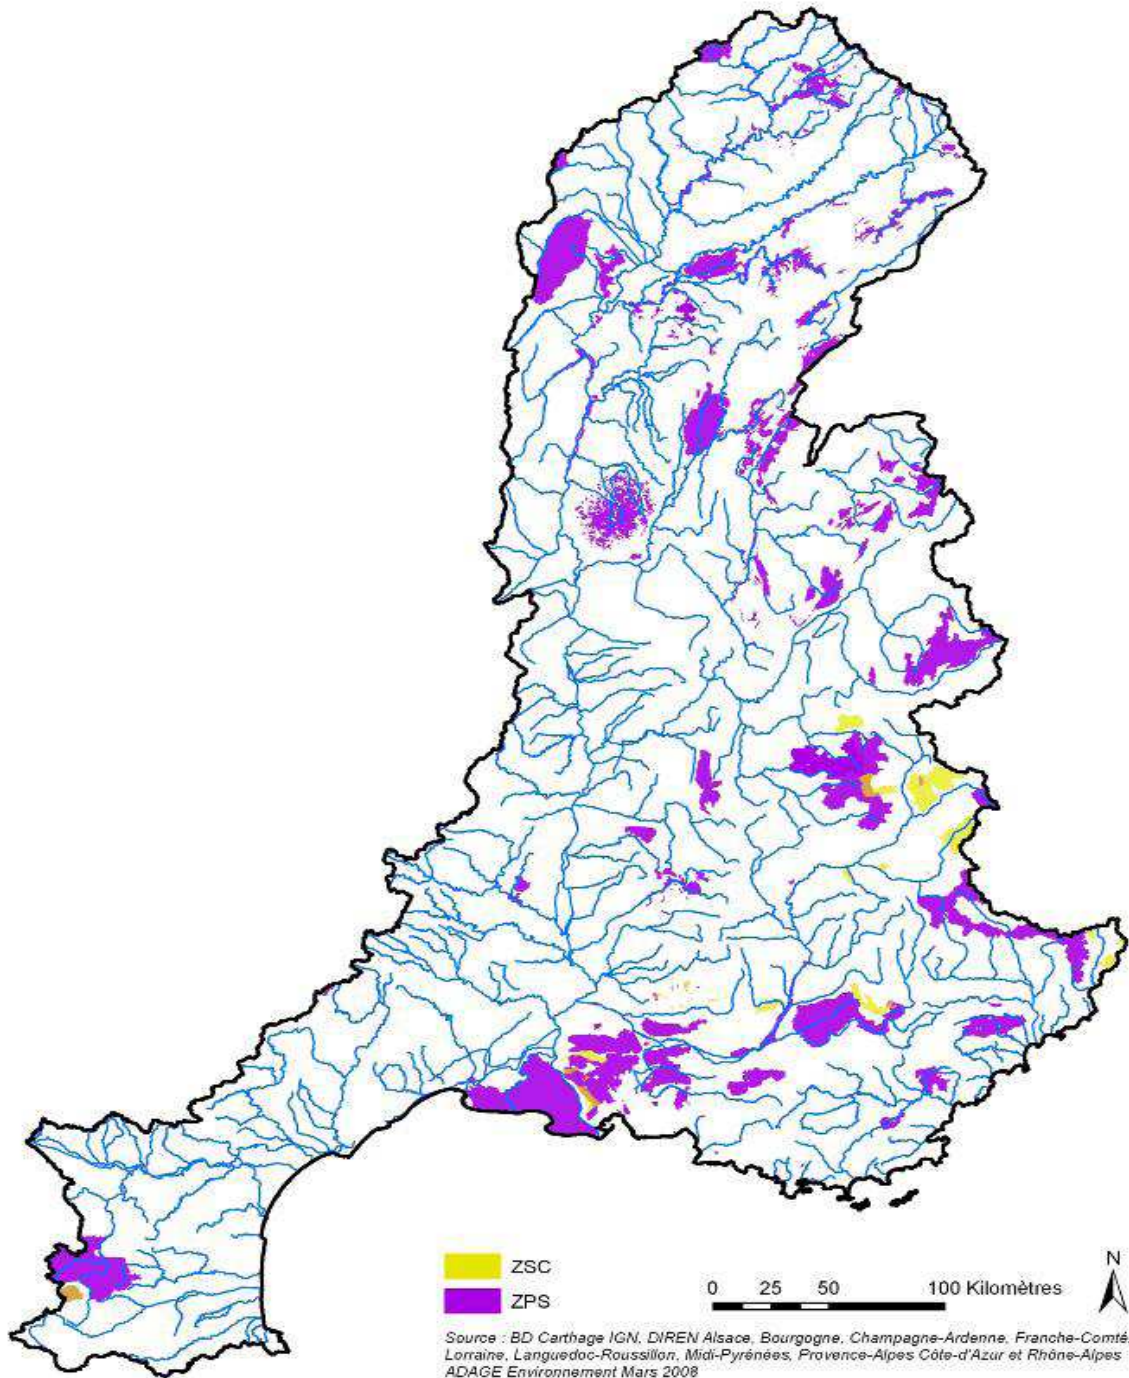 ZSC
ZPS
0 25 50 100 Kilomètres
N
Source : BD Carthage IGN, DIREN Alsace, Bourgogne, Champagne-Ardenne, Franche-Comté,
Lorraine, Languedoc-Roussillon, Midi-Pyrénées, Provence-Alpes Côte-d'Azur et Rhône-Alpes
ADAGE Environnement Mars 2008